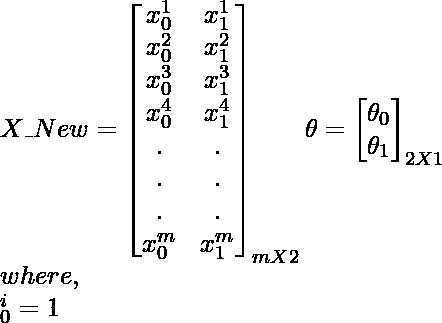 x_0^1 x_1^1
x_0^2 x_1^2
x_0^3 x_1^3
x_0^4 x_1^4
X_New = θ = θ_0
θ_1
2X1
. .
. .
. .
x_0^m x_1^m
mX2
where,
^i_0 = 1